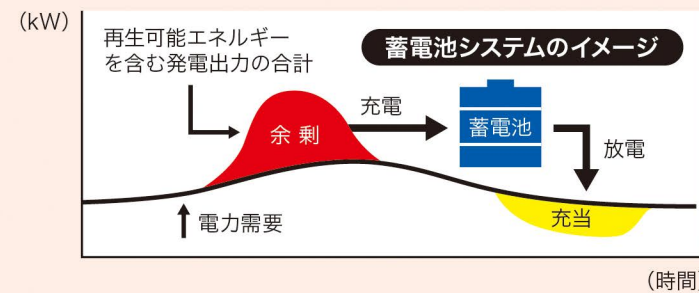 (kW)
再生可能エネルギー
を含む発電出力の合計
蓄電池システムのイメージ
余剰
充電
蓄電池
放電
電力需要
充当
(時間)